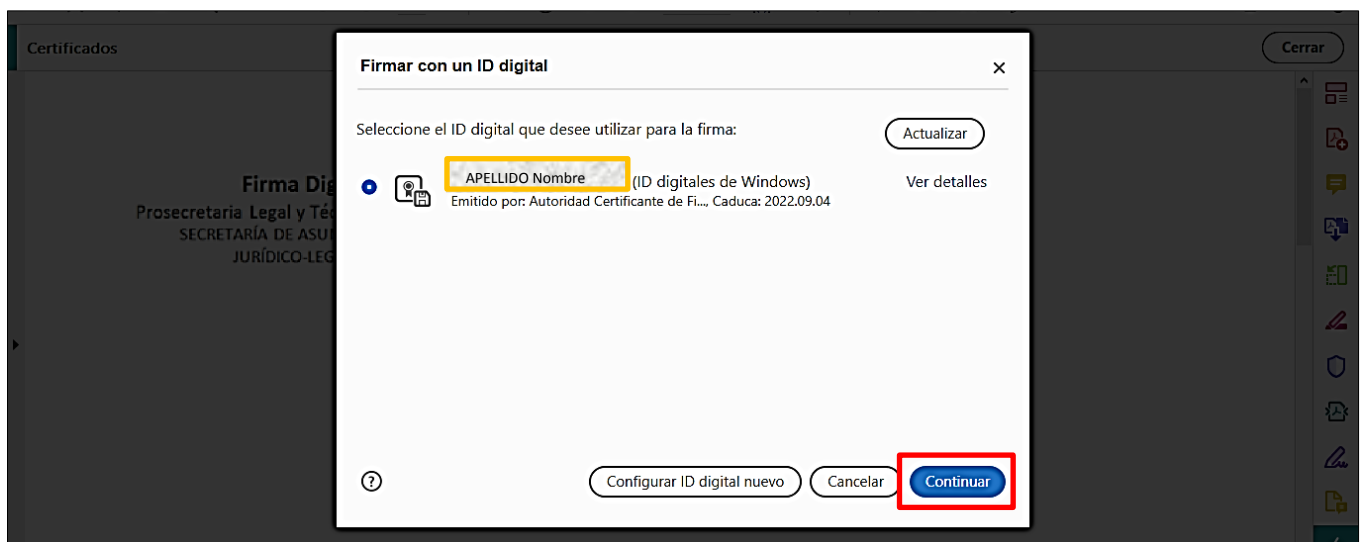 Certificados
Cerrar
Firmar con un ID digital
Seleccione el ID digital que desee utilizar para la firma:
Actualizar
APELLIDO Nombre (ID digitales de Windows)
Ver detalles
Emitido por: Autoridad Certificante de Fi..., Caduca: 2022.09.04
Firma Dig
Prosecretaria Legal y Téc
SECRETARÍA DE ASUN
JURÍDICO-LEG
Configurar ID digital nuevo
Cancelar
Continuar